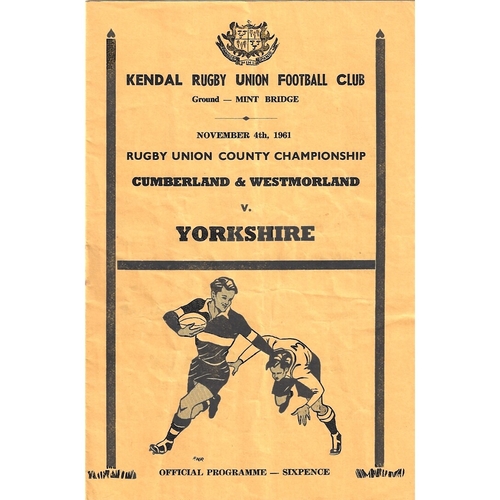 KENDAL RUGBY UNION FOOTBALL CLUB
Ground — MINT BRIDGE
NOVEMBER 4th, 1961
RUGBY UNION COUNTY CHAMPIONSHIP
CUMBERLAND & WESTMORLAND
v.
YORKSHIRE
OFFICIAL PROGRAMME — SIXPENCE